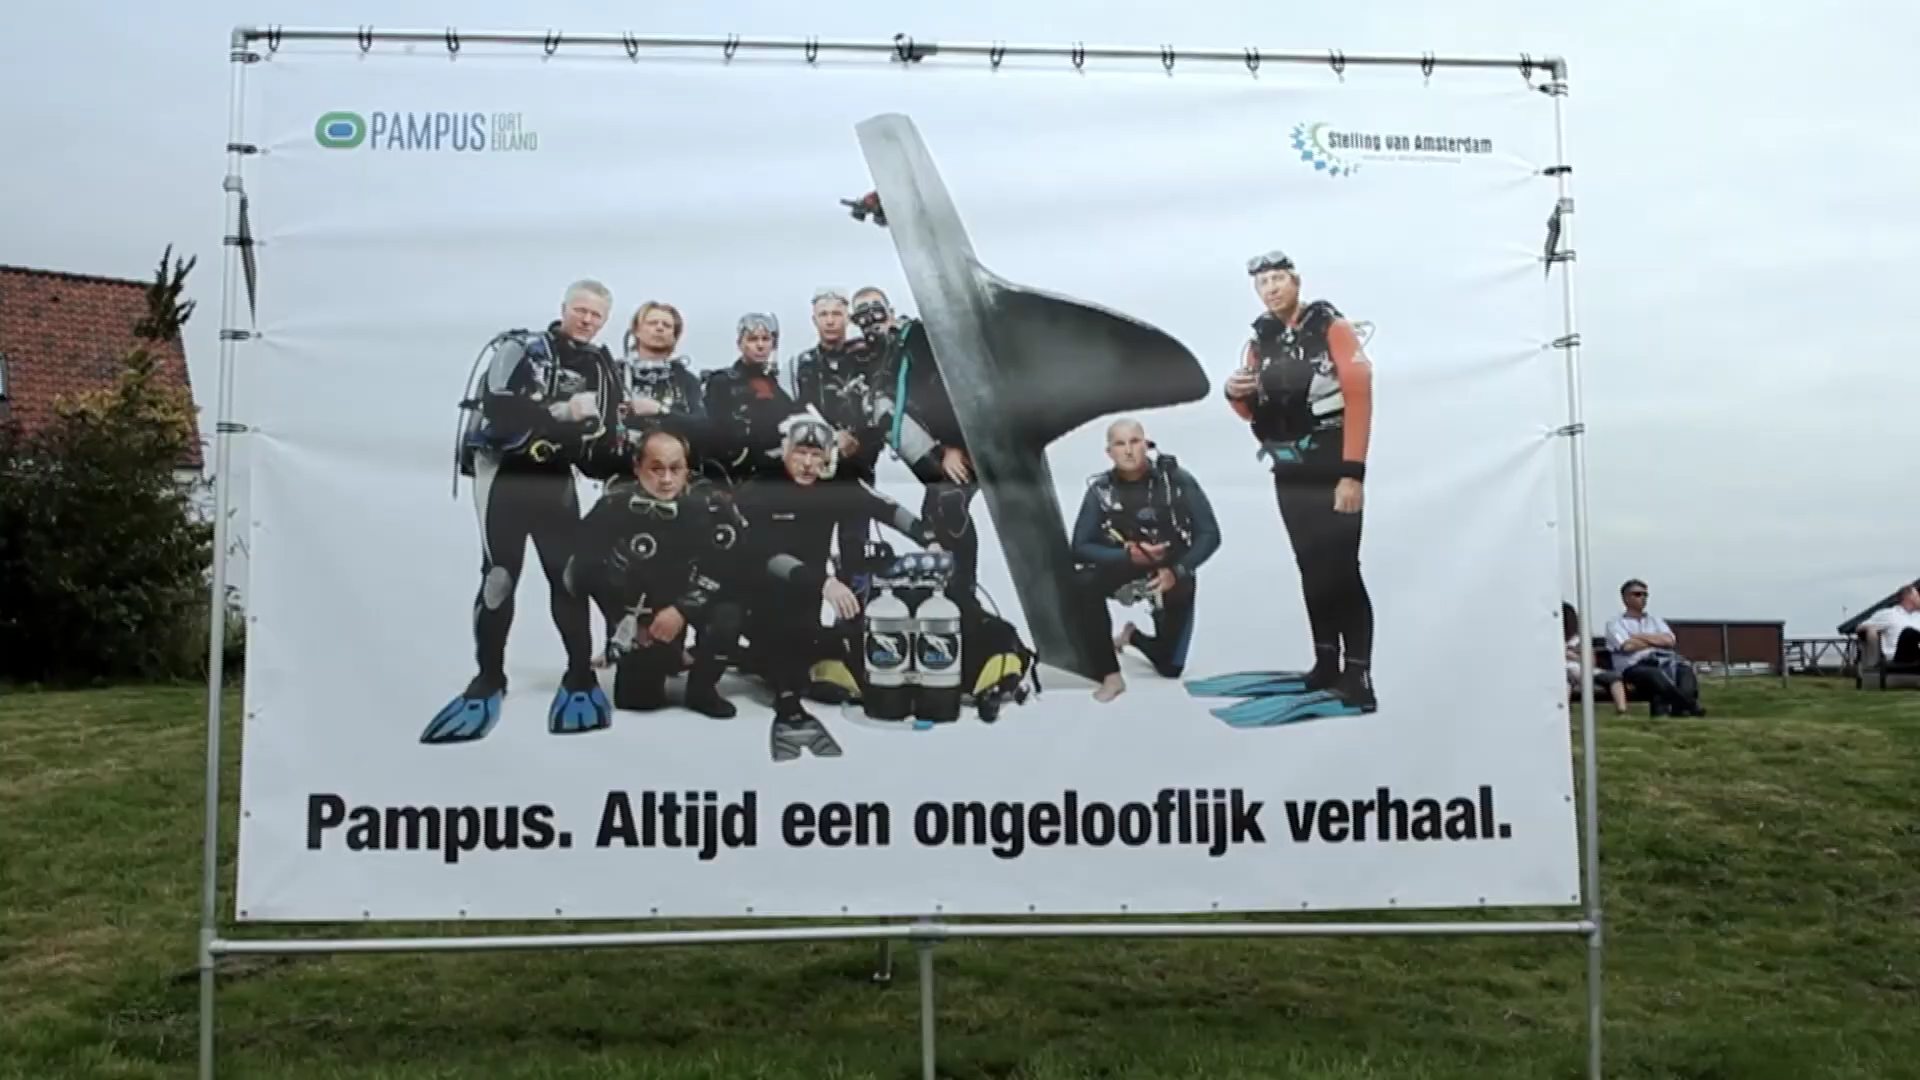 PAMPUS FORT
EILAND
Stelling van Amsterdam
Pampus. Altijd een ongelooflijk verhaal.